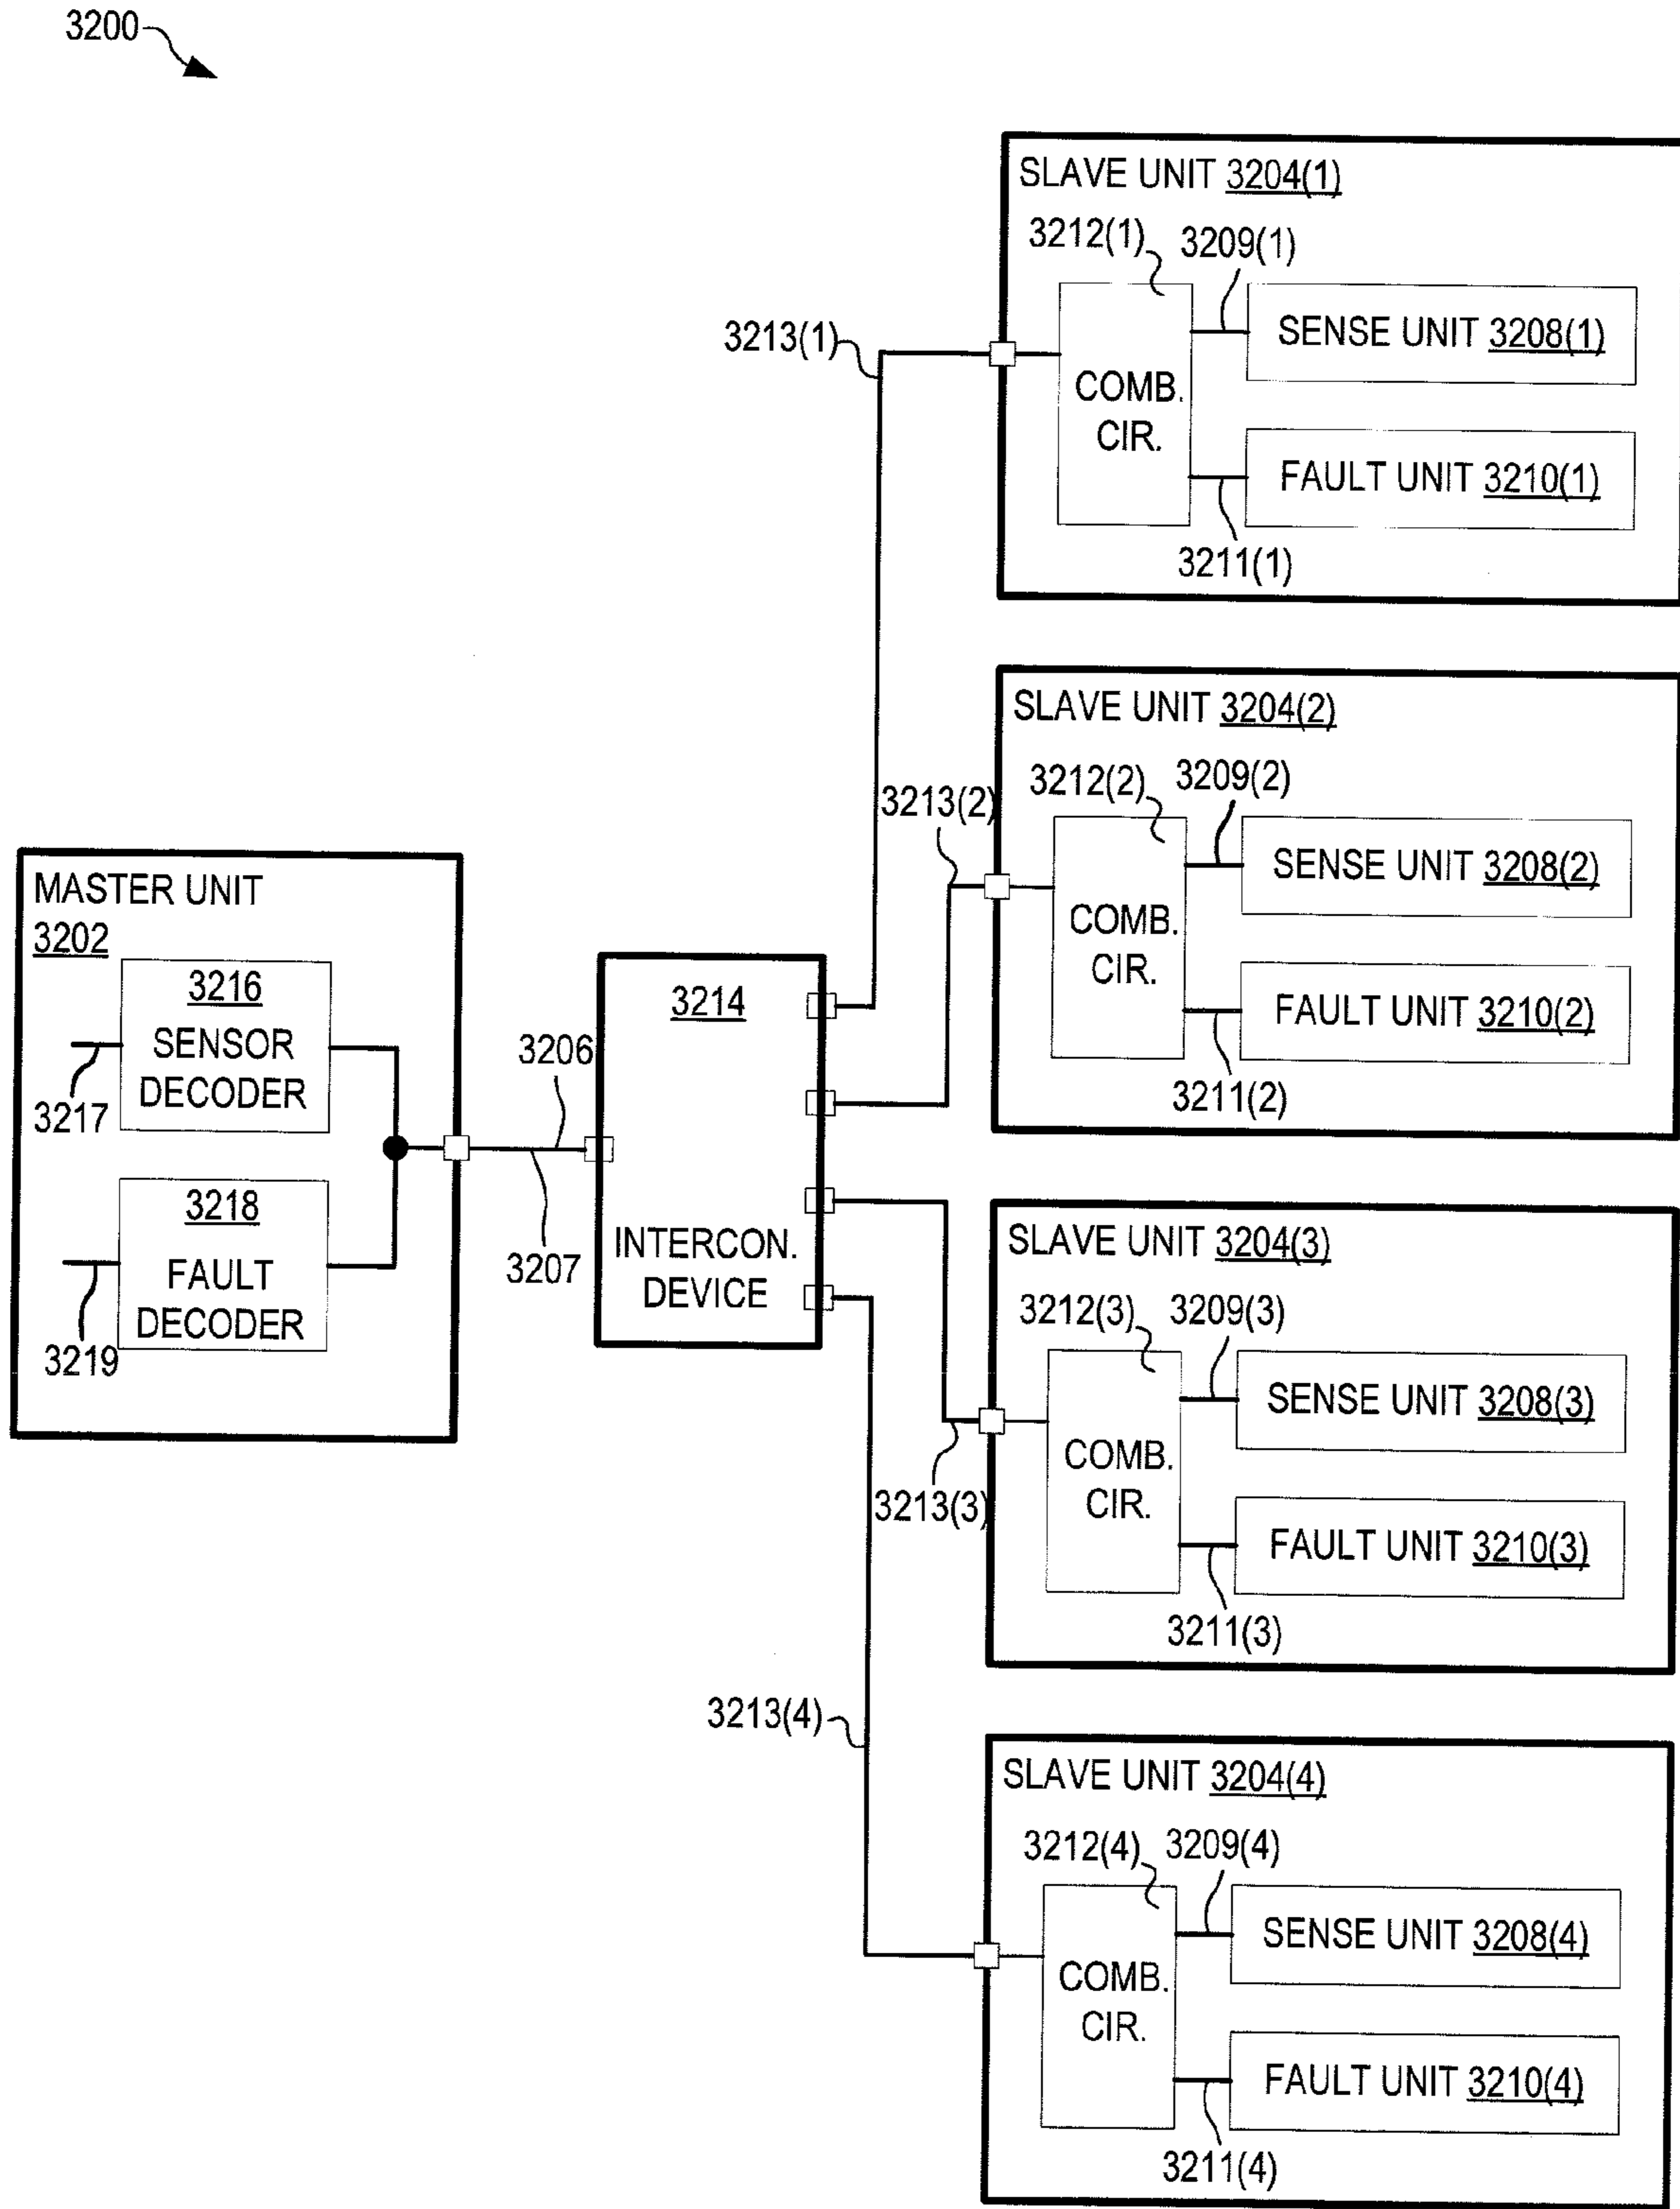 3200
SLAVE UNIT 3204(1)
3212(1)
3209(1)
SENSE UNIT 3208(1)
3213(1)
COMB.
CIR.
FAULT UNIT 3210(1)
3211(1)
SLAVE UNIT 3204(2)
3212(2)
3209(2)
3213(2)
SENSE UNIT 3208(2)
COMB.
CIR.
FAULT UNIT 3210(2)
3211(2)
MASTER UNIT
3202
3216
SENSOR
DECODER
3217
3218
FAULT
DECODER
3219
3206
3207
3214
INTERCON.
DEVICE
SLAVE UNIT 3204(3)
3212(3)
3209(3)
SENSE UNIT 3208(3)
COMB.
CIR.
3213(3)
FAULT UNIT 3210(3)
3211(3)
3213(4)
SLAVE UNIT 3204(4)
3212(4)
3209(4)
SENSE UNIT 3208(4)
COMB.
CIR.
FAULT UNIT 3210(4)
3211(4)